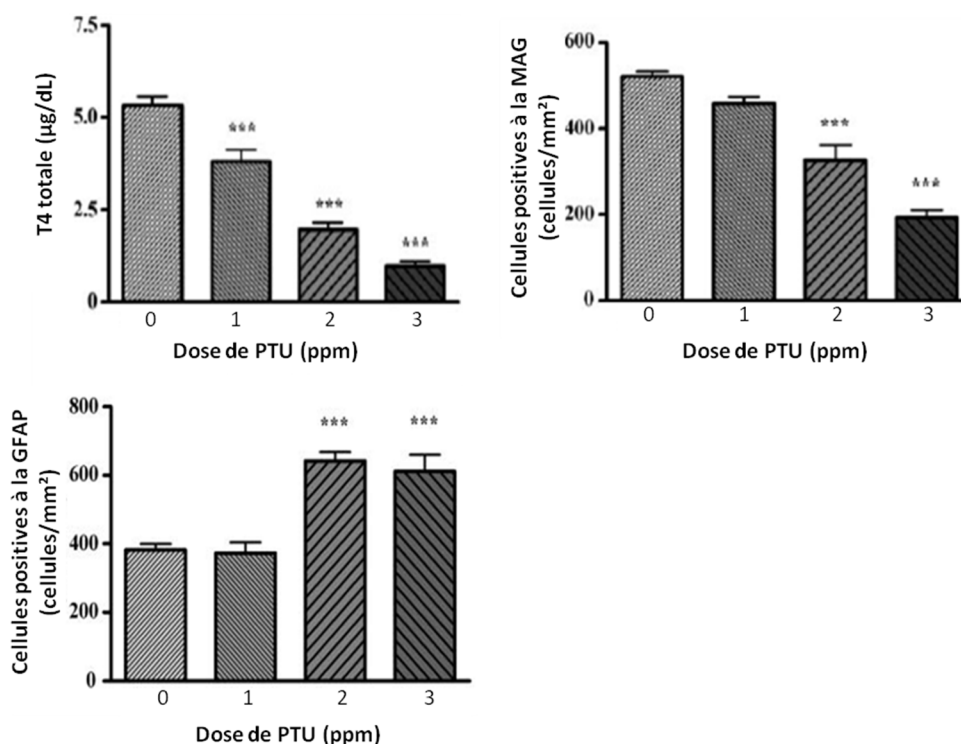 7.5
T4 totale (µg/dL)
5.0
2.5
0
***
***
***
0 1 2 3
Dose de PTU (ppm)
600
Cellules positives à la MAG
(cellules/mm²)
400
200
0
***
***
0 1 2 3
Dose de PTU (ppm)
800
Cellules positives à la GFAP
(cellules/mm²)
600
400
200
0
***
***
0 1 2 3
Dose de PTU (ppm)